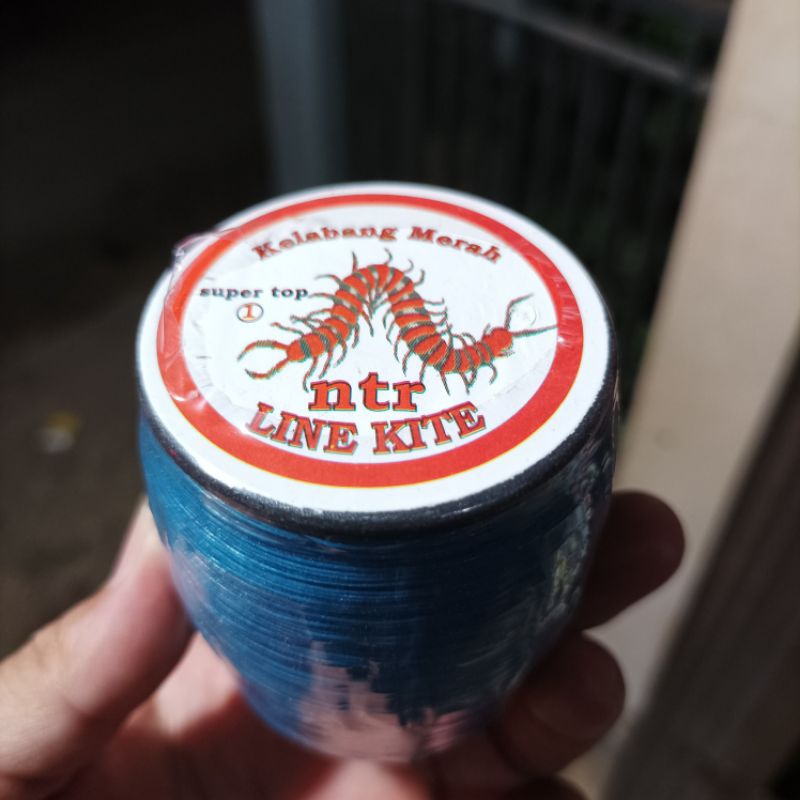 Kelabang Merah
super top
1
ntr
LINE KITE